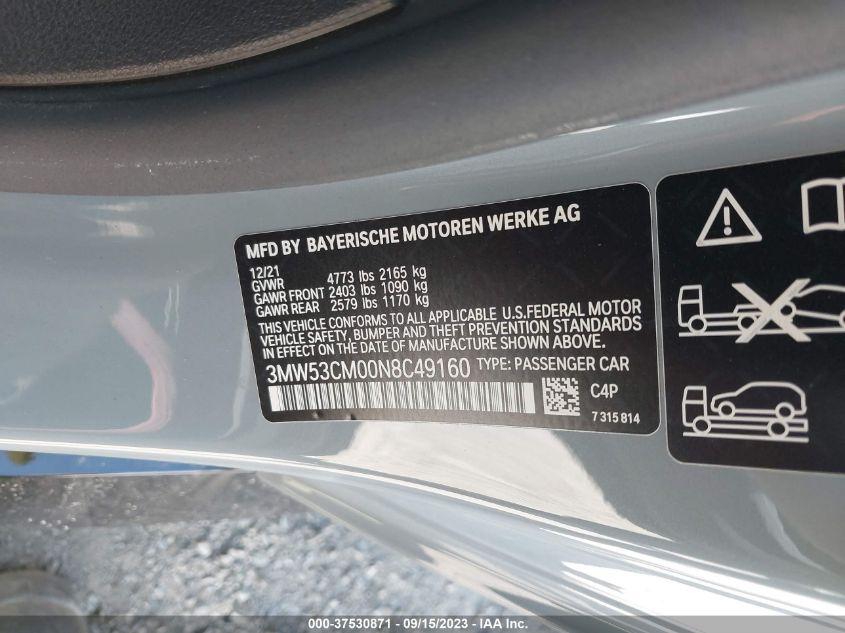 MFD BY BAYERISCHE MOTOREN WERKE AG
12/21
GVWR 4773 lbs 2165 kg
GAWR FRONT 2403 lbs 1090 kg
GAWR REAR 2579 lbs 1170 kg
THIS VEHICLE CONFORMS TO ALL APPLICABLE U.S.FEDERAL MOTOR
VEHICLE SAFETY, BUMPER AND THEFT PREVENTION STANDARDS
IN EFFECT ON THE DATE OF MANUFACTURE SHOWN ABOVE.
3MW53CM00N8C49160 TYPE: PASSENGER CAR
C4P
7315814
000-37530871 - 09/15/2023 - IAA Inc.